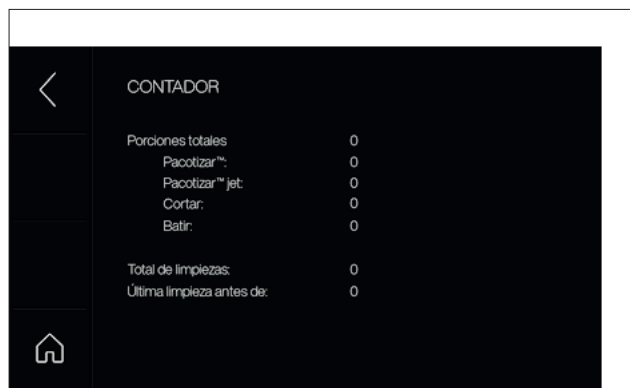 CONTADOR
Porciones totales 0
Pacotizar™: 0
Pacotizar™ jet: 0
Cortar: 0
Batir: 0
Total de limpiezas: 0
Última limpieza antes de: 0